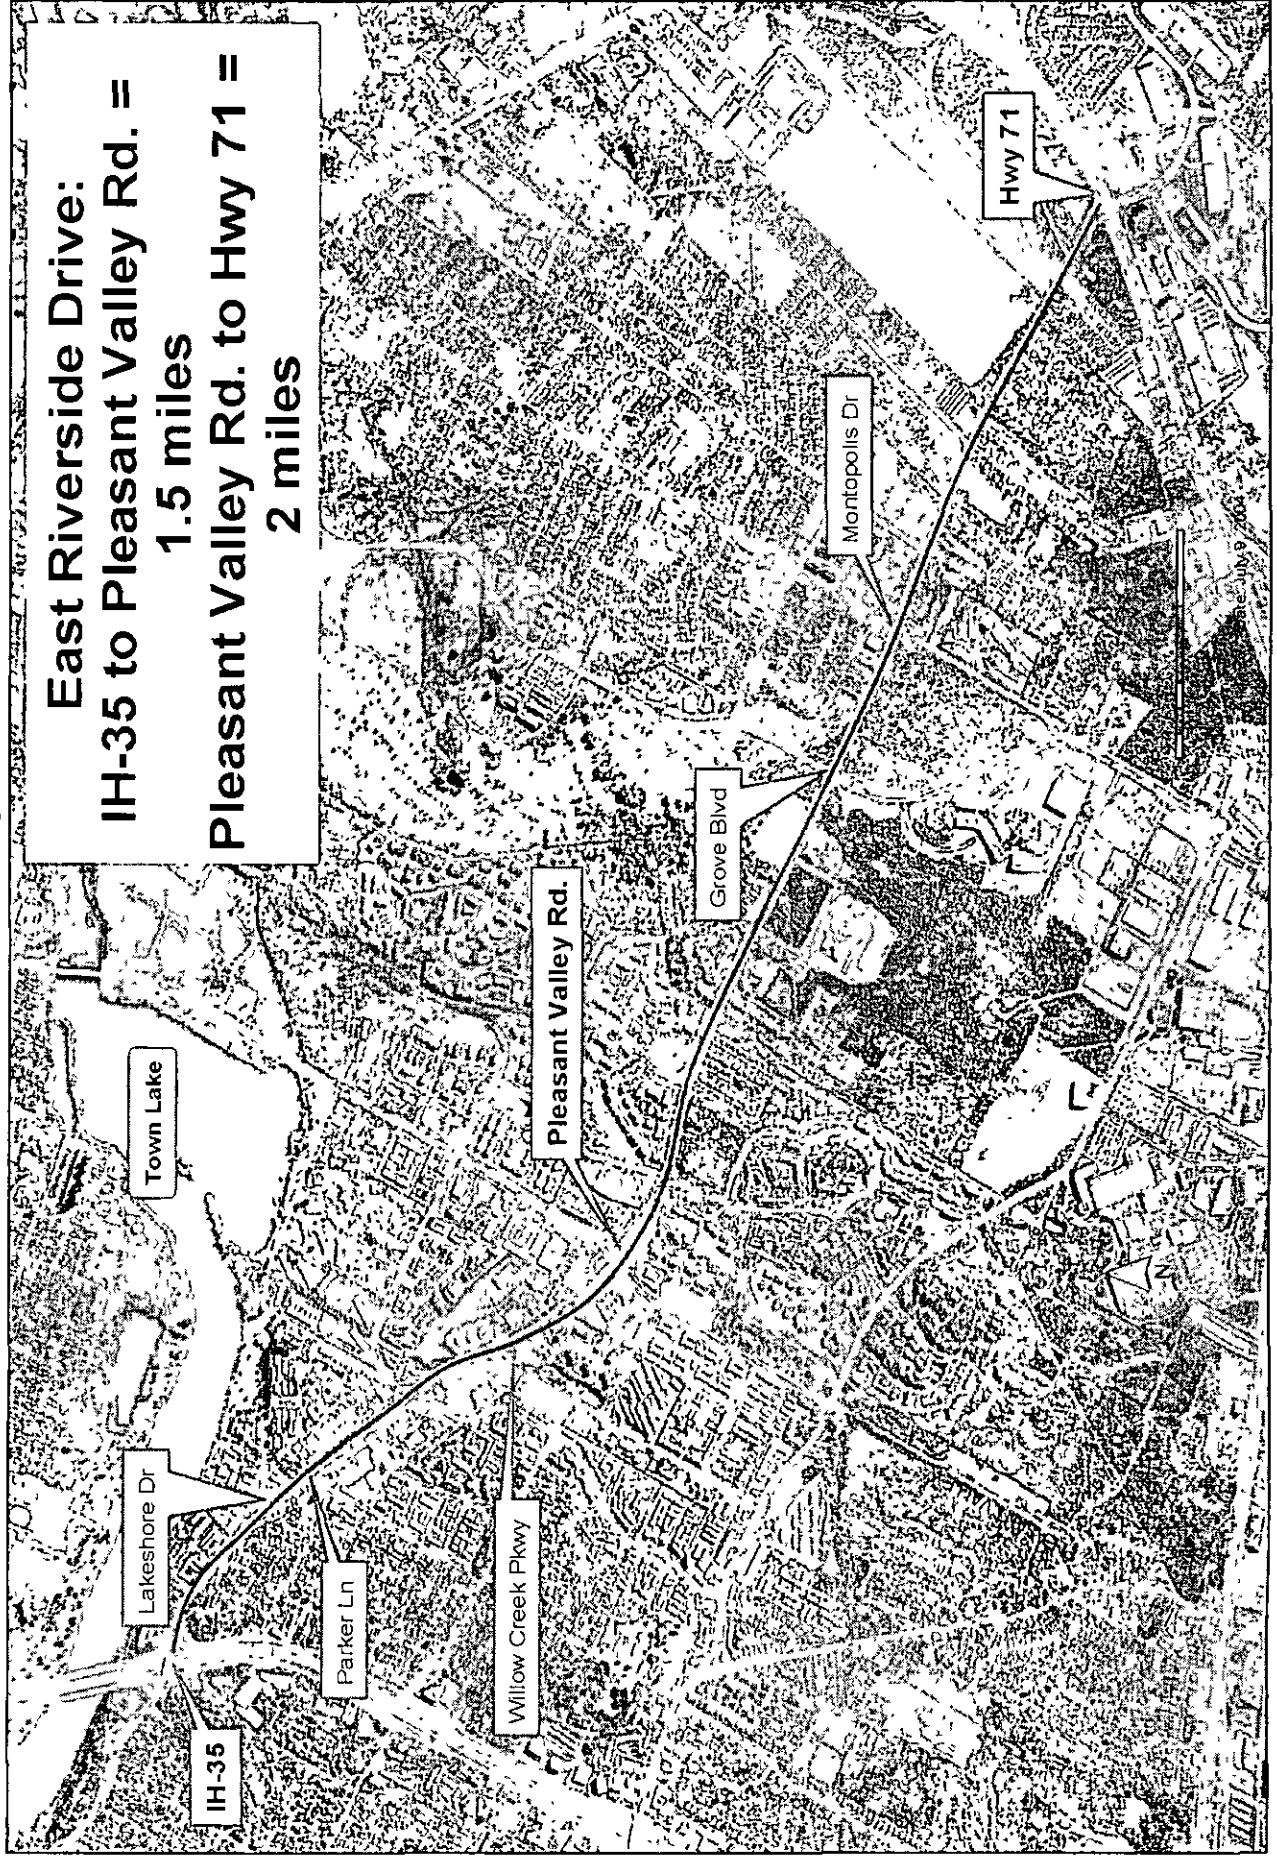 East Riverside Drive:
IH-35 to Pleasant Valley Rd. =
1.5 miles
Pleasant Valley Rd. to Hwy 71 =
2 miles
Town Lake
Lakeshore Dr
IH-35
Parker Ln
Willow Creek Pkwy
Pleasant Valley Rd.
Grove Blvd
Montopolis Dr
Hwy 71
N